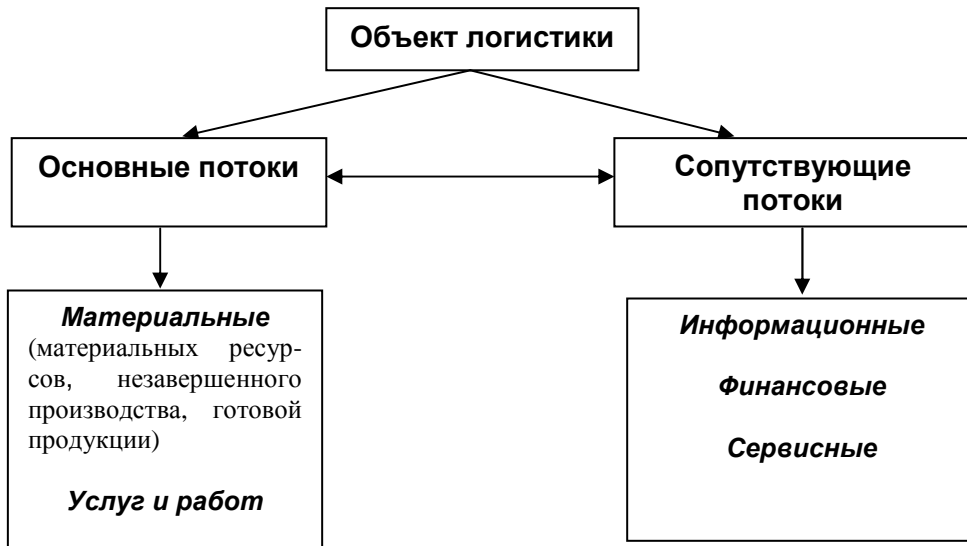 Объект логистики
Основные потоки
Сопутствующие
потоки
Материальные
(материальных ресур-
сов, незавершенного
производства, готовой
продукции)
Услуг и работ
Информационные
Финансовые
Сервисные